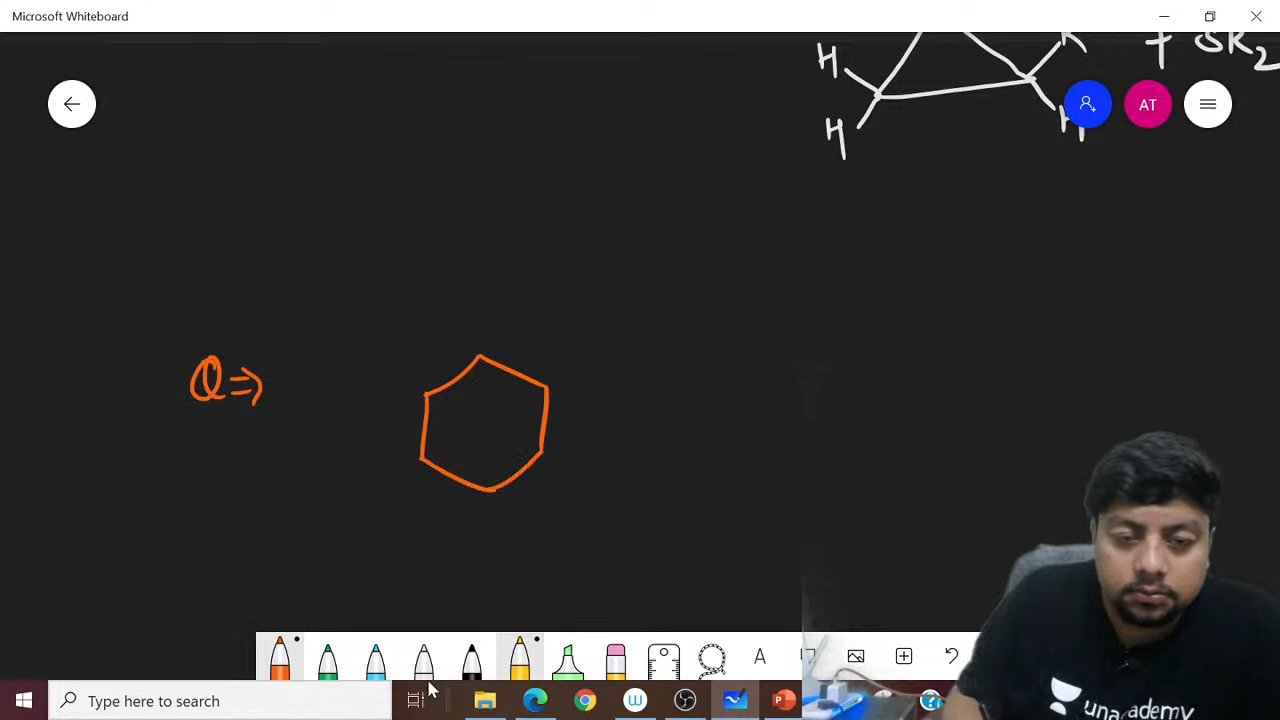 Microsoft Whiteboard
H
H
+ SR2
AT
Q⇒
A
Type here to search
unacademy